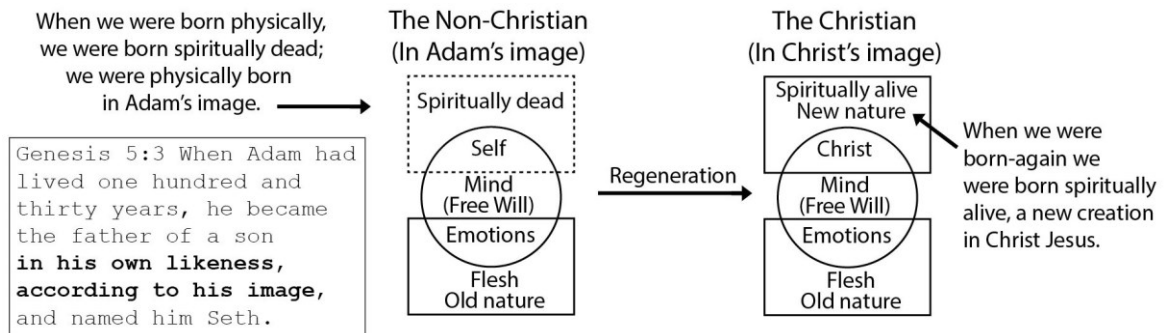 When we were born physically,
we were born spiritually dead;
we were physically born
in Adam's image.
Genesis 5:3 When Adam had
lived one hundred and
thirty years, he became
the father of a son
in his own likeness,
according to his image,
and named him Seth.
The Non-Christian
(In Adam's image)
Spiritually dead
Self
Mind
(Free Will)
Emotions
Flesh
Old nature
Regeneration
The Christian
(In Christ's image)
Spiritually alive
New nature
Christ
Mind
(Free Will)
Emotions
Flesh
Old nature
When we were
born-again we
were born spiritually
alive, a new creation
in Christ Jesus.